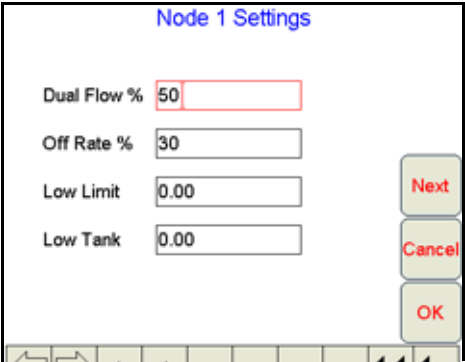 Node 1 Settings
Dual Flow % 50
Off Rate % 30
Low Limit 0.00
Low Tank 0.00
Next
Cancel
OK